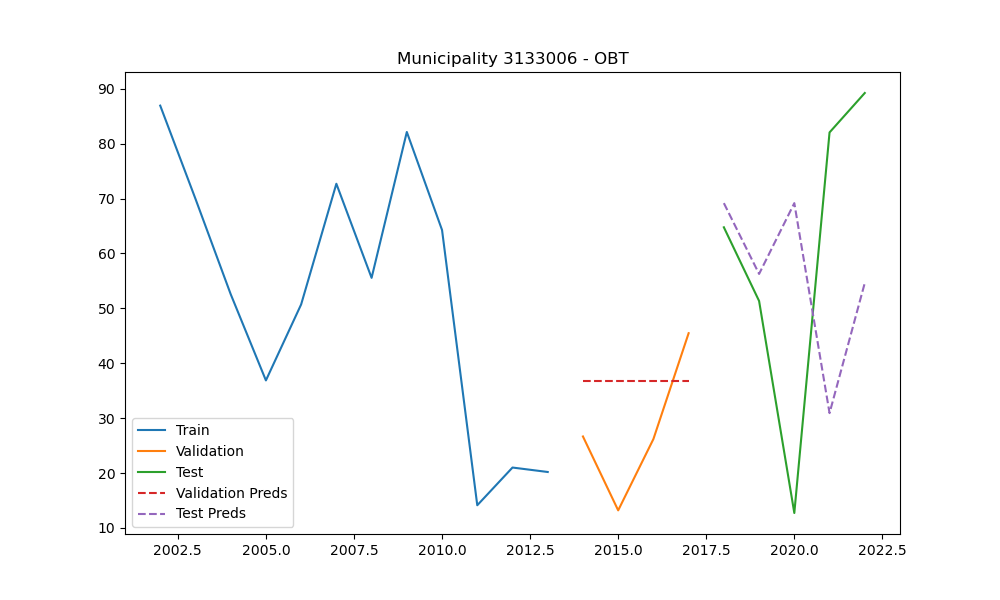 Municipality 3133006 - OBT
90
80
70
60
50
40
30
20
10
Train
Validation
Test
Validation Preds
Test Preds
2002.5 2005.0 2007.5 2010.0 2012.5 2015.0 2017.5 2020.0 2022.5